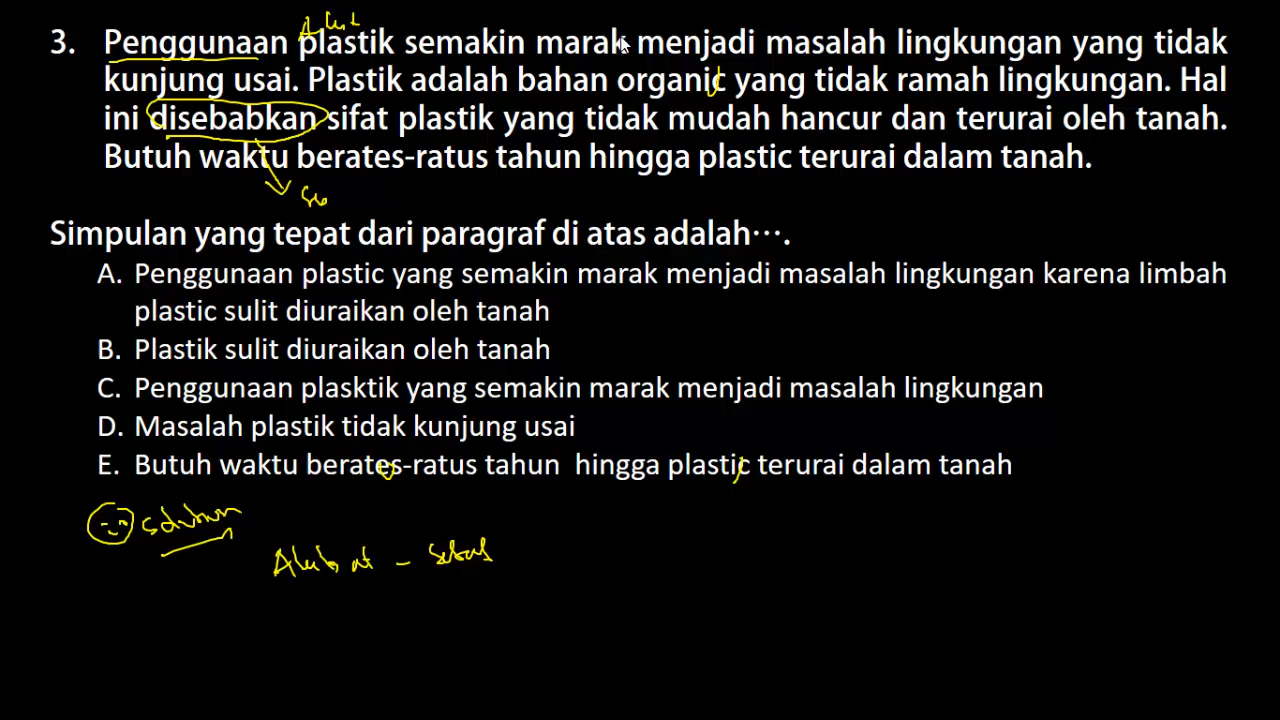 Akibat
3. Penggunaan plastik semakin marak menjadi masalah lingkungan yang tidak
kunjung usai. Plastik adalah bahan organic yang tidak ramah lingkungan. Hal
ini disebabkan sifat plastik yang tidak mudah hancur dan terurai oleh tanah.
Butuh waktu berates-ratus tahun hingga plastic terurai dalam tanah.
Simpulan yang tepat dari paragraf di atas adalah….
A. Penggunaan plastic yang semakin marak menjadi masalah lingkungan karena limbah
plastic sulit diuraikan oleh tanah
B. Plastik sulit diuraikan oleh tanah
C. Penggunaan plasktik yang semakin marak menjadi masalah lingkungan
D. Masalah plastik tidak kunjung usai
E. Butuh waktu berates-ratus tahun hingga plastic terurai dalam tanah
Akibat - sebab